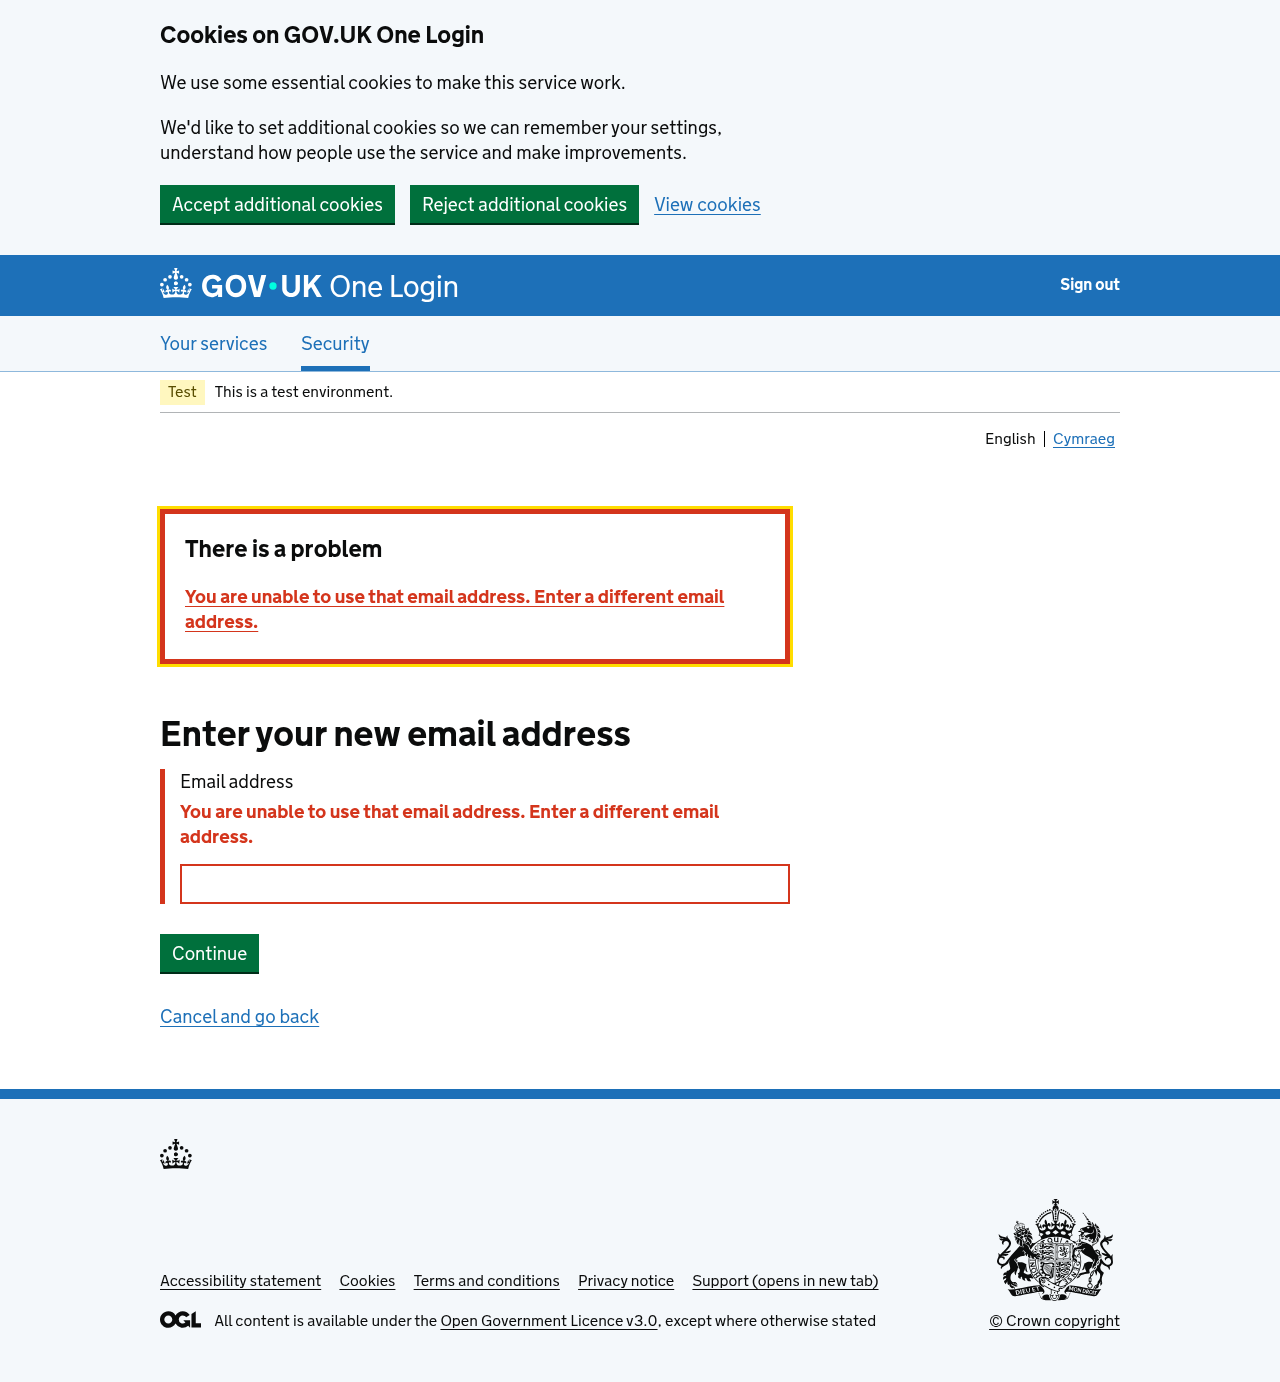 Cookies on GOV.UK One Login
We use some essential cookies to make this service work.
We'd like to set additional cookies so we can remember your settings,
understand how people use the service and make improvements.
Accept additional cookies Reject additional cookies View cookies
GOV·UK One Login Sign out
Your services Security
Test This is a test environment.
English Cymraeg
There is a problem
You are unable to use that email address. Enter a different email
address.
Enter your new email address
Email address
You are unable to use that email address. Enter a different email
address.
Continue
Cancel and go back
Accessibility statement Cookies Terms and conditions Privacy notice Support (opens in new tab)
OGL All content is available under the Open Government Licence v3.0, except where otherwise stated
© Crown copyright